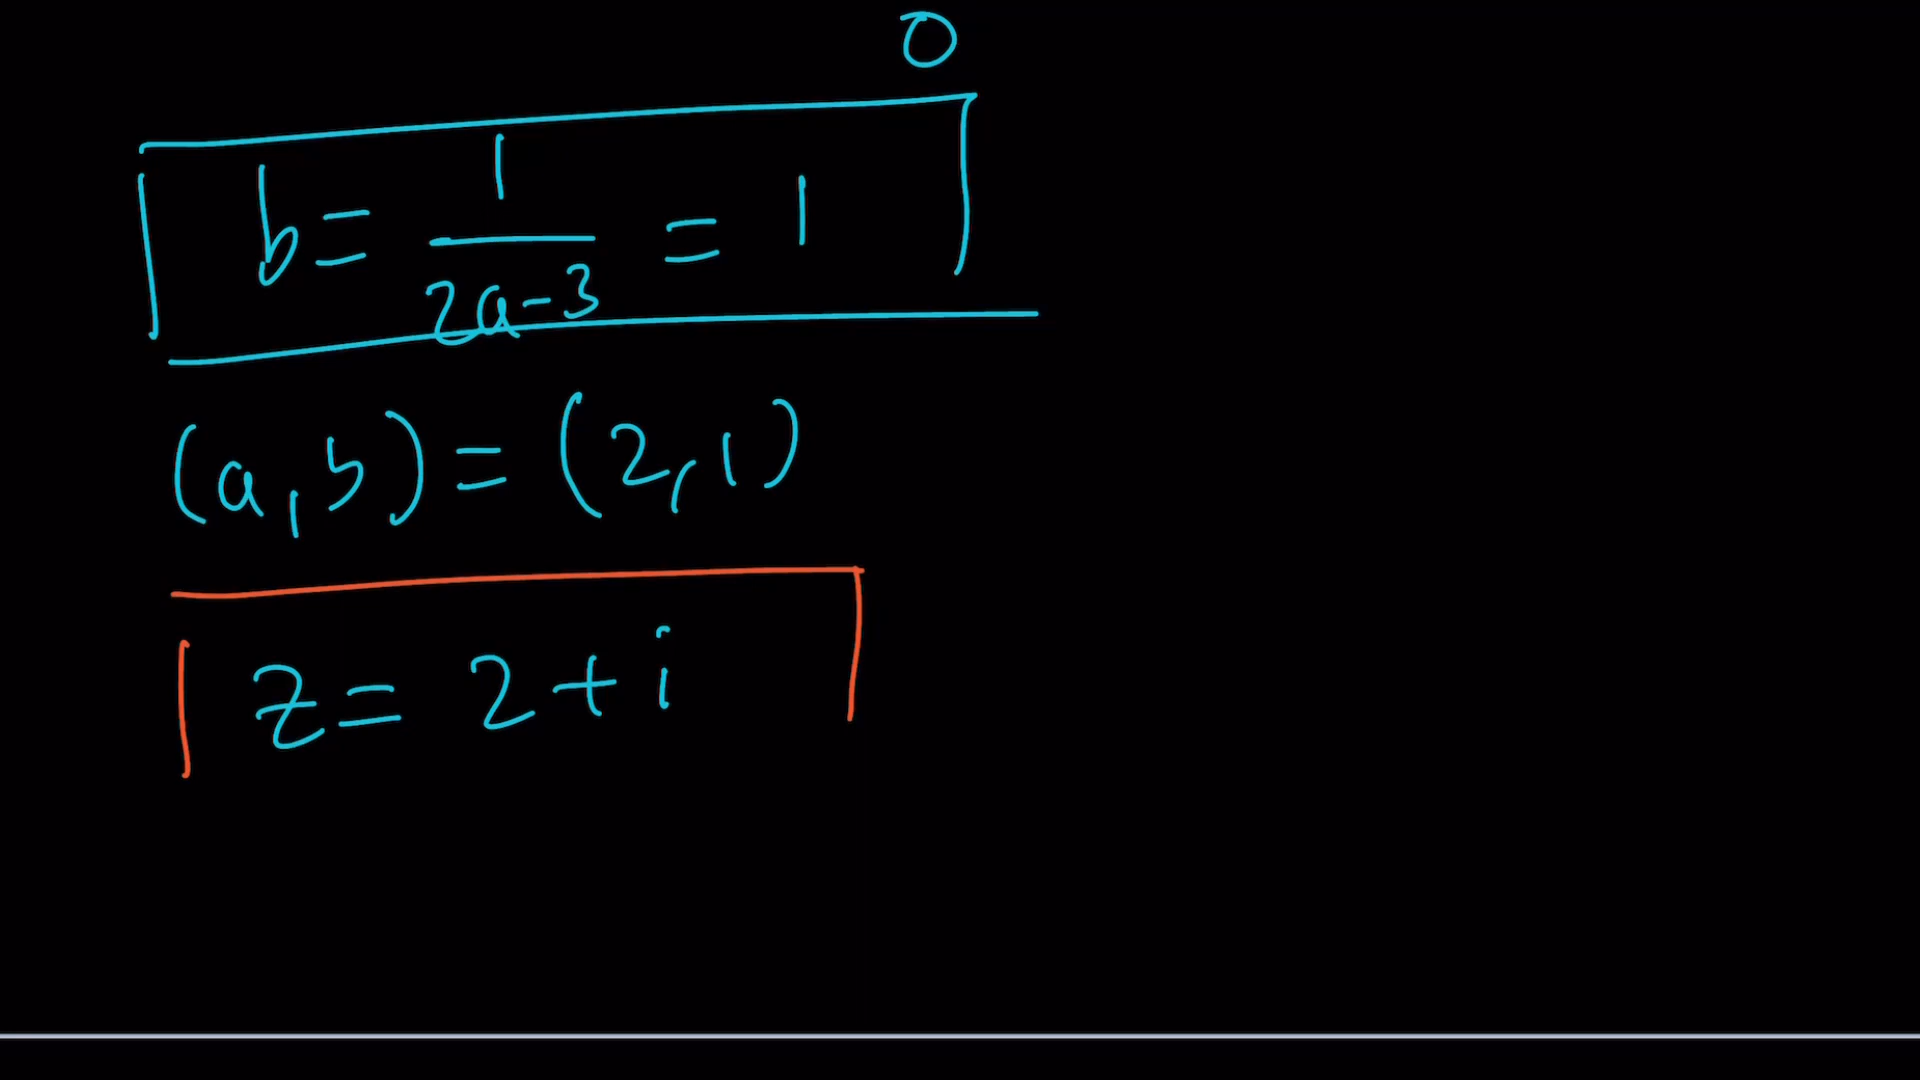 0
b = 1/(2a-3) = 1
(a, b) = (2, 1)
z = 2 + i